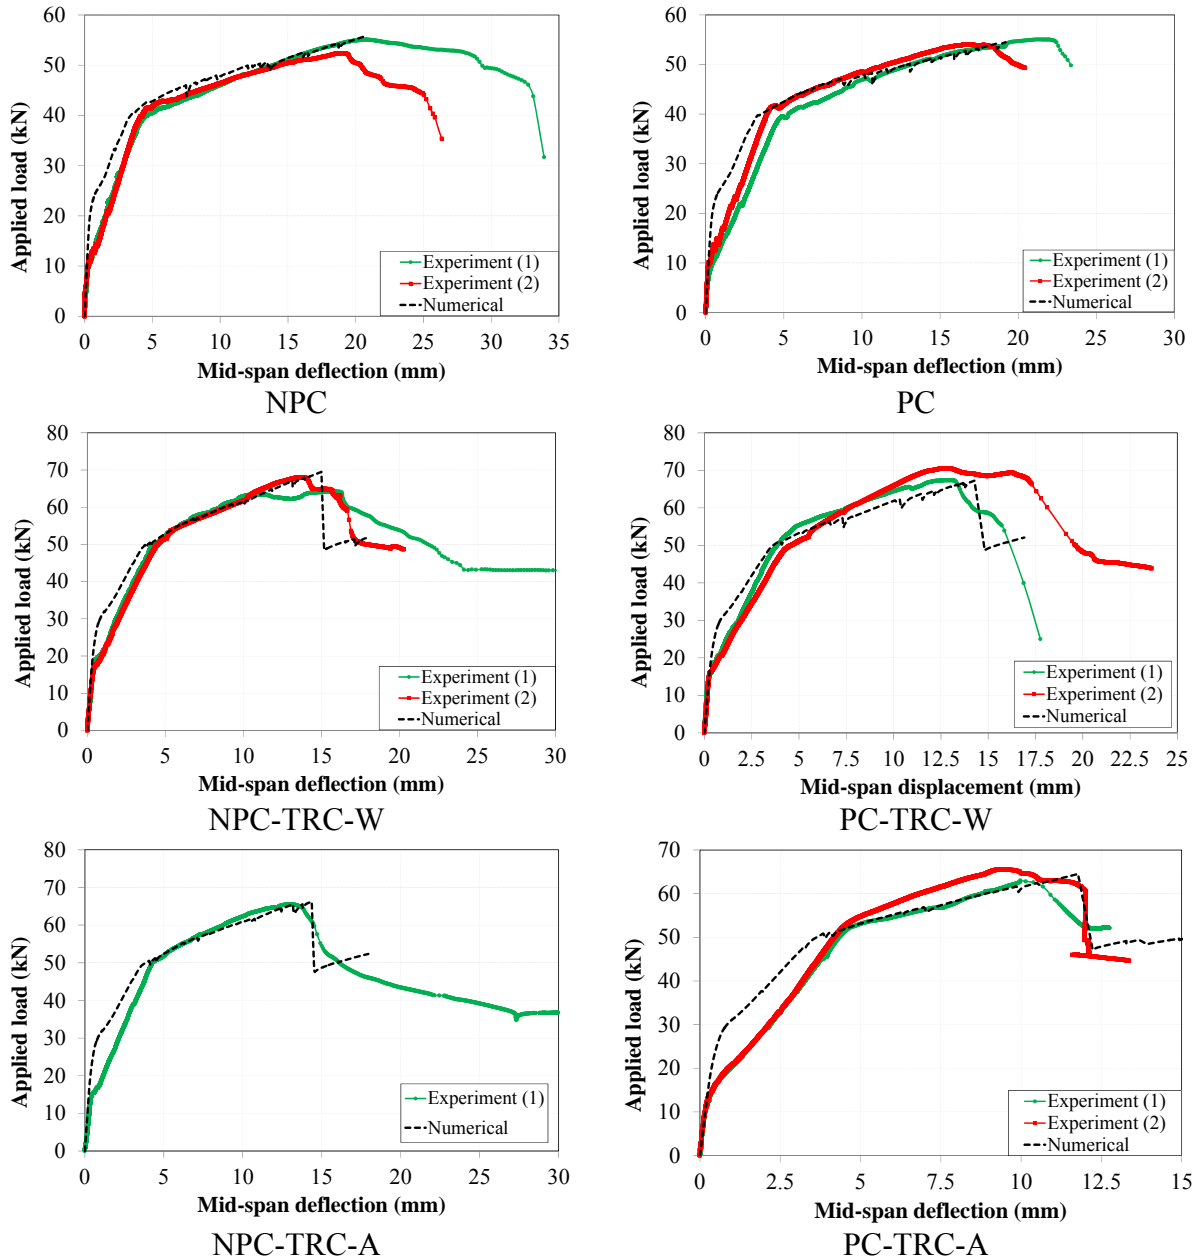 60
50
40
30
20
10
0
Applied load (kN)
Experiment (1)
Experiment (2)
Numerical
0 5 10 15 20 25 30 35
Mid-span deflection (mm)
NPC
60
50
40
30
20
10
0
Applied load (kN)
Experiment (1)
Experiment (2)
Numerical
0 5 10 15 20 25 30
Mid-span deflection (mm)
PC
80
70
60
50
40
30
20
10
0
Applied load (kN)
Experiment (1)
Experiment (2)
Numerical
0 5 10 15 20 25 30
Mid-span deflection (mm)
NPC-TRC-W
80
70
60
50
40
30
20
10
0
Applied load (kN)
Experiment (1)
Experiment (2)
Numerical
0 2.5 5 7.5 10 12.5 15 17.5 20 22.5 25
Mid-span displacement (mm)
PC-TRC-W
80
70
60
50
40
30
20
10
0
Applied load (kN)
Experiment (1)
Numerical
0 5 10 15 20 25 30
Mid-span deflection (mm)
NPC-TRC-A
70
60
50
40
30
20
10
0
Applied load (kN)
Experiment (1)
Experiment (2)
Numerical
0 2.5 5 7.5 10 12.5 15
Mid-span deflection (mm)
PC-TRC-A